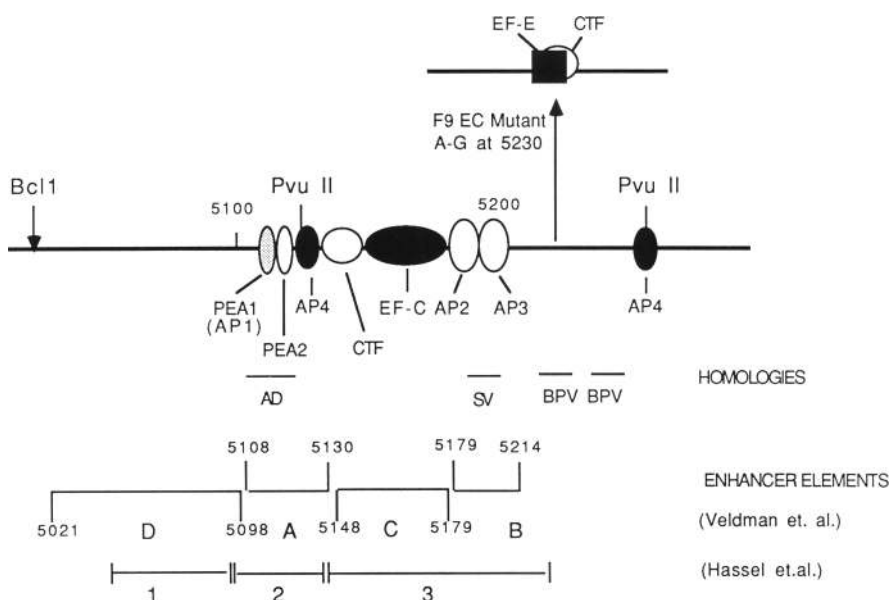 EF-E CTF
F9 EC Mutant
A-G at 5230
Bcl1
Pvu II
Pvu II
5100
5200
PEA1
(AP1)
PEA2
AP4
CTF
EF-C
AP2
AP3
AP4
HOMOLOGIES
AD
SV
BPV BPV
5108 5130 5179 5214
ENHANCER ELEMENTS
5021 D 5098 A 5148 C 5179 B
(Veldman et. al.)
(Hassel et.al.)
1 2 3